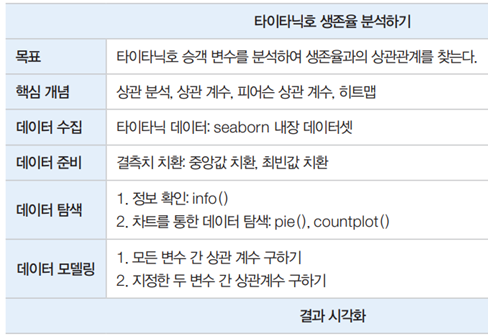 타이타닉호 생존율 분석하기
목표
타이타닉호 승객 변수를 분석하여 생존율과의 상관관계를 찾는다.
핵심 개념
상관 분석, 상관 계수, 피어슨 상관 계수, 히트맵
데이터 수집
타이타닉 데이터: seaborn 내장 데이터셋
데이터 준비
결측치 치환: 중앙값 치환, 최빈값 치환
데이터 탐색
1. 정보 확인: info()
2. 차트를 통한 데이터 탐색: pie(), countplot()
데이터 모델링
1. 모든 변수 간 상관 계수 구하기
2. 지정한 두 변수 간 상관계수 구하기
결과 시각화